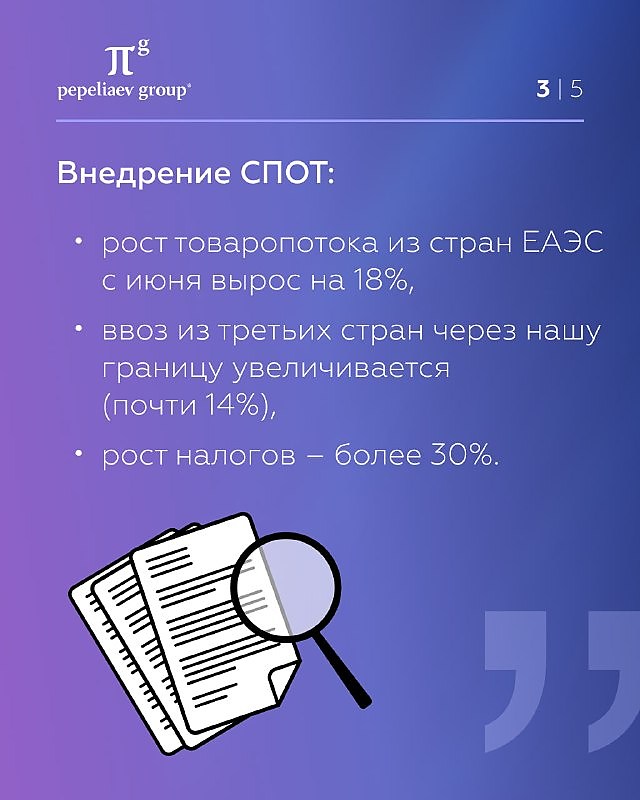 πg
pepeliaev group®
3 | 5
Внедрение СПОТ:
• рост товаропотока из стран ЕАЭС
с июня вырос на 18%,
• ввоз из третьих стран через нашу
границу увеличивается
(почти 14%),
• рост налогов – более 30%.